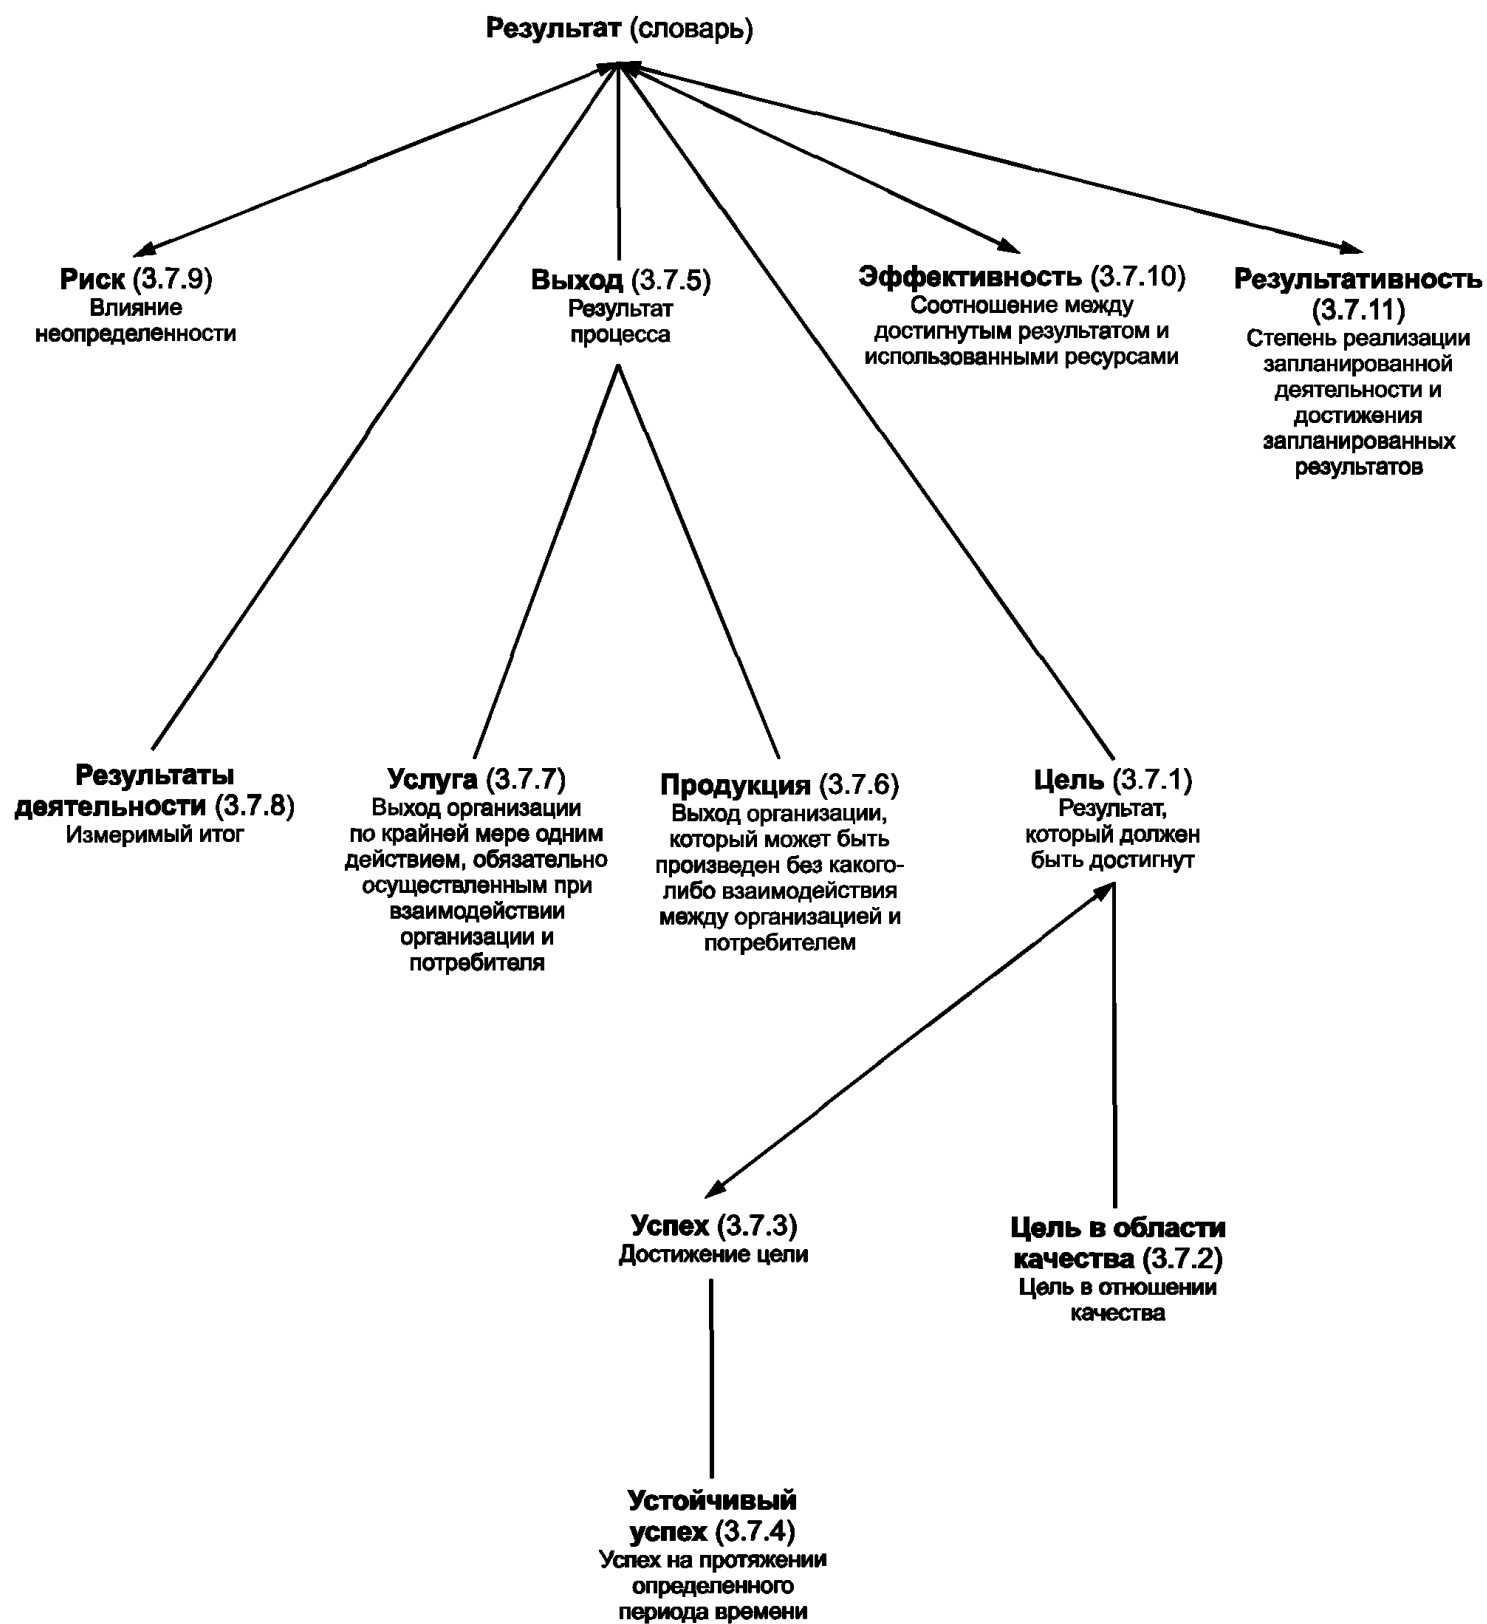 Результат (словарь)
Риск (3.7.9)
Влияние
неопределенности
Выход (3.7.5)
Результат
процесса
Эффективность (3.7.10)
Соотношение между
достигнутым результатом и
использованными ресурсами
Результативность
(3.7.11)
Степень реализации
запланированной
деятельности и
достижения
запланированных
результатов
Результаты
деятельности (3.7.8)
Измеримый итог
Услуга (3.7.7)
Выход организации
по крайней мере одним
действием, обязательно
осуществленным при
взаимодействии
организации и
потребителя
Продукция (3.7.6)
Выход организации,
который может быть
произведен без какого-
либо взаимодействия
между организацией и
потребителем
Цель (3.7.1)
Результат,
который должен
быть достигнут
Успех (3.7.3)
Достижение цели
Цель в области
качества (3.7.2)
Цель в отношении
качества
Устойчивый
успех (3.7.4)
Успех на протяжении
определенного
периода времени